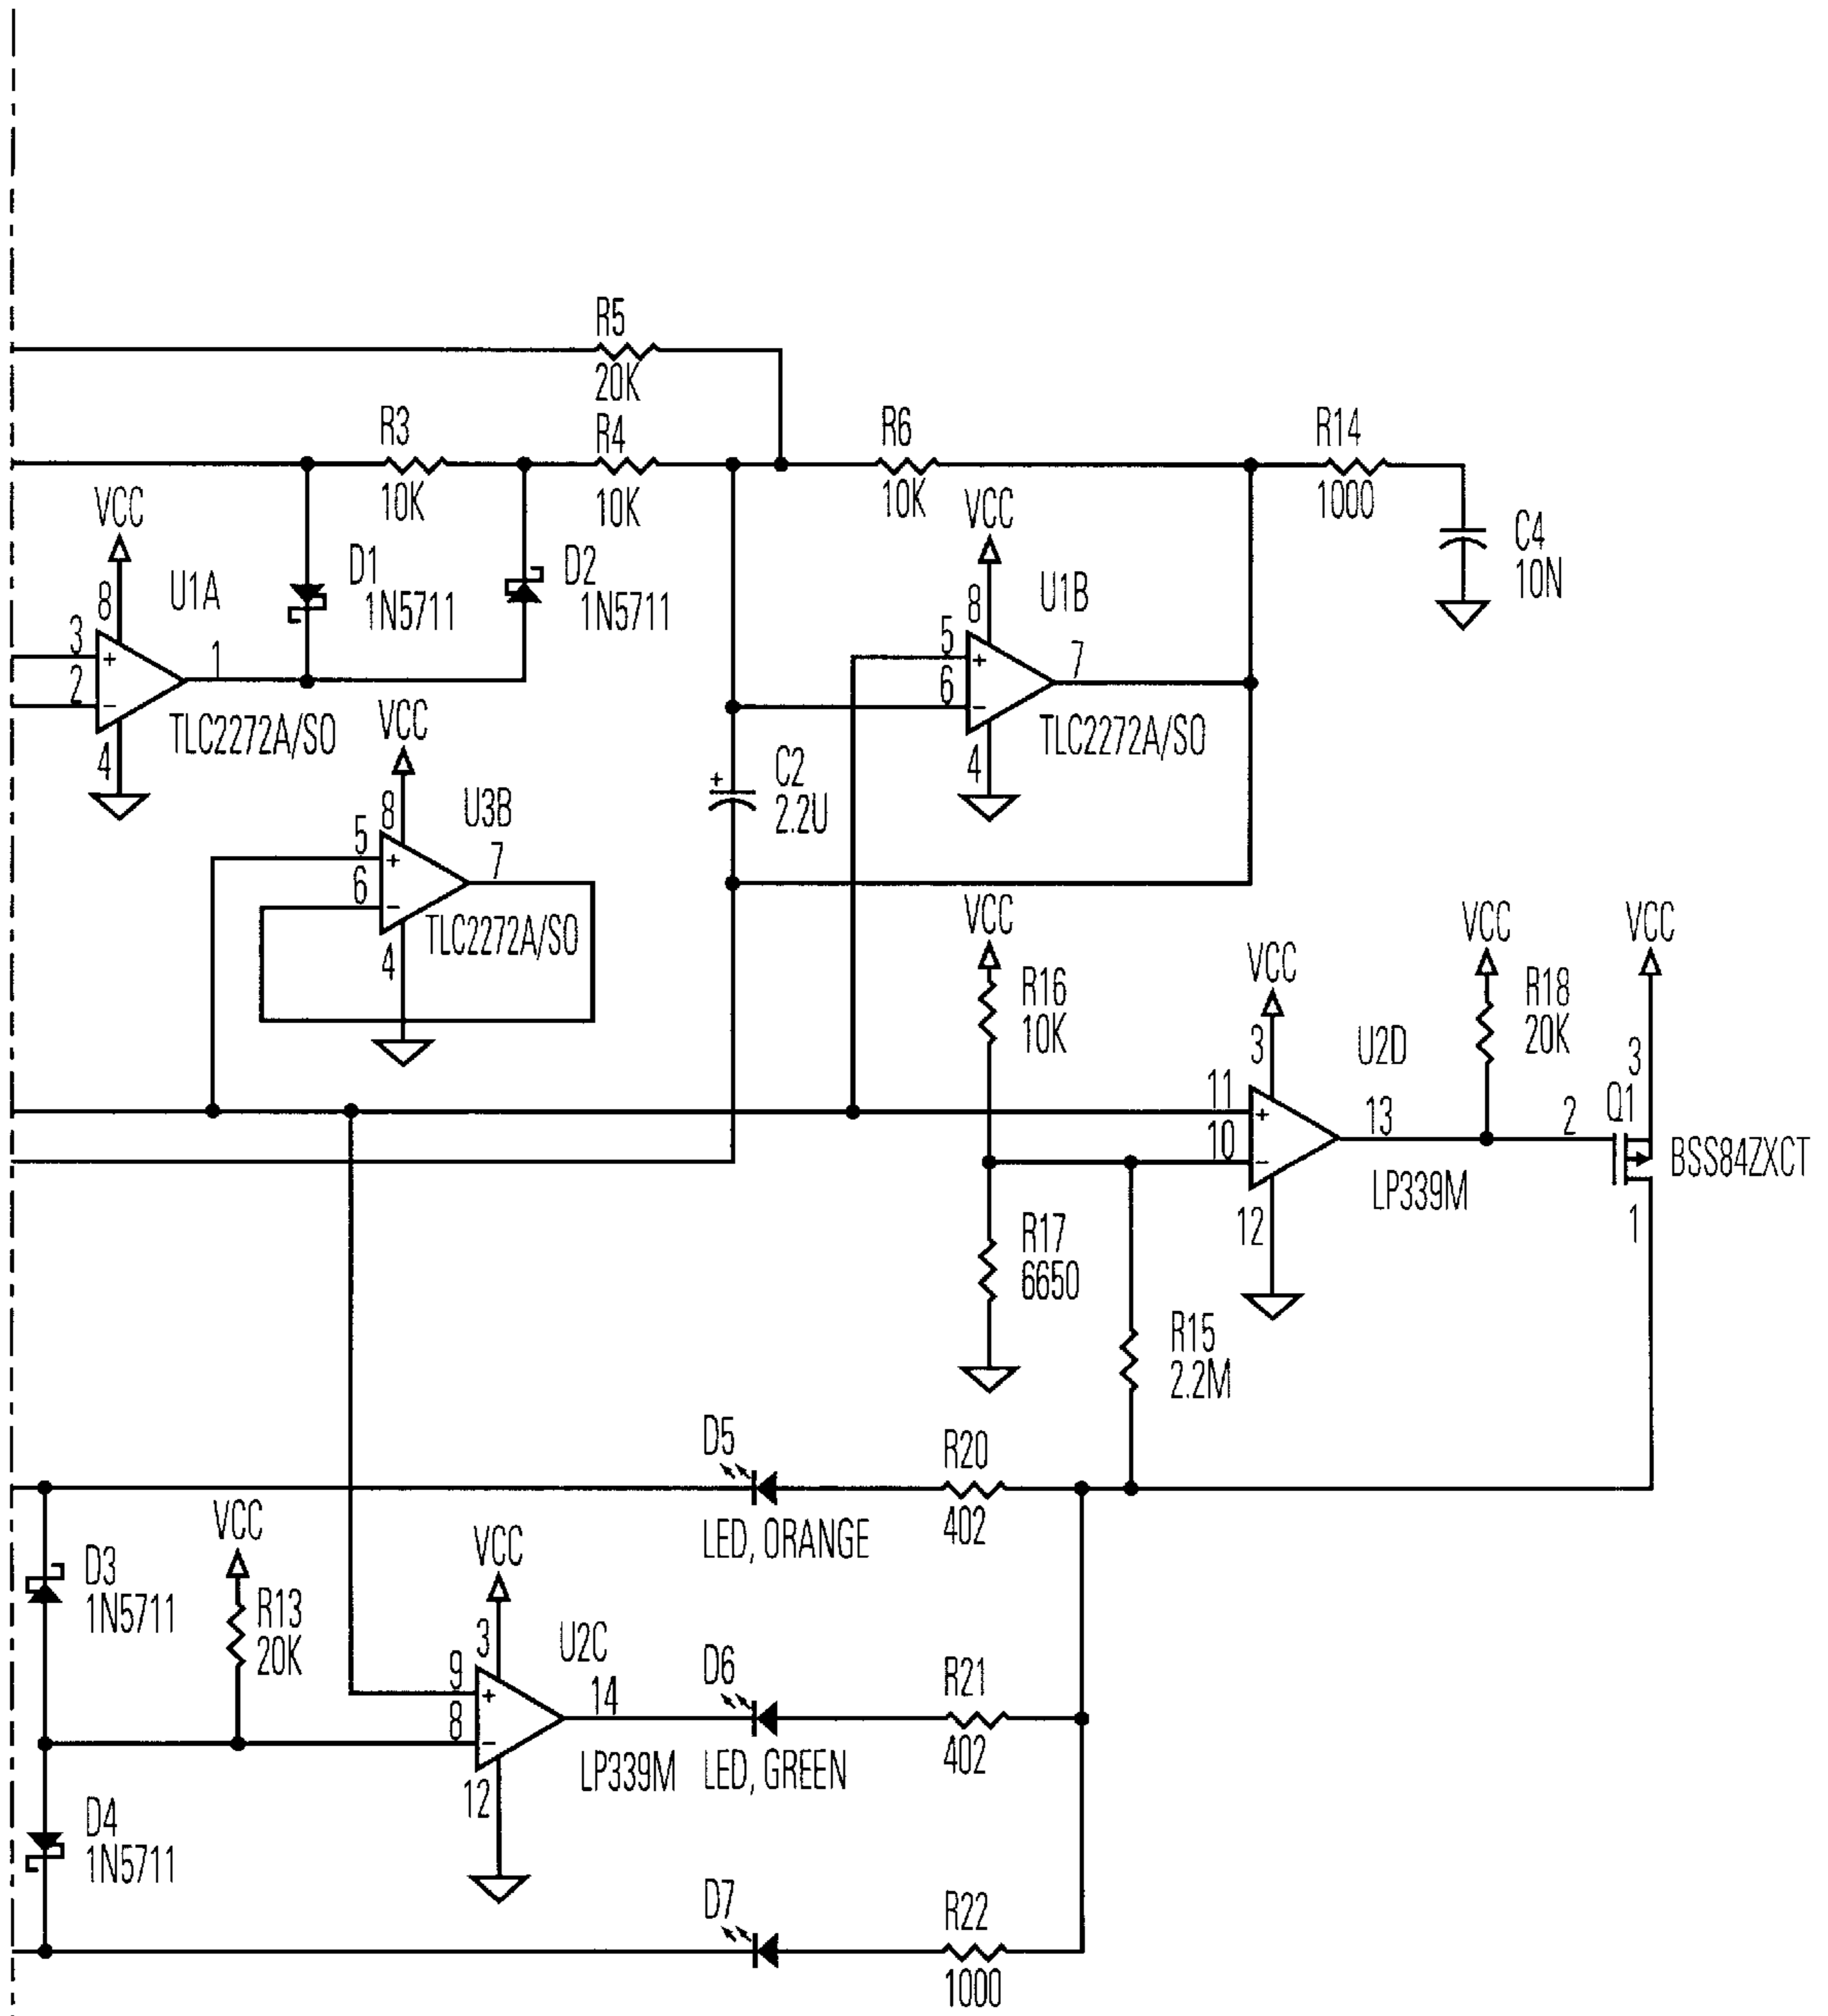 R5
20K
R3
10K
R4
10K
R6
10K
R14
1000
C4
10N
VCC
8
U1A
3
+
2
-
1
4
TLC2272A/SO
D1
1N5711
D2
1N5711
VCC
8
U1B
5
+
6
-
7
4
TLC2272A/SO
VCC
8
U3B
5
+
6
-
7
4
TLC2272A/SO
+
C2
2.2U
VCC
R16
10K
R17
6650
VCC
3
U2D
11
+
10
-
13
12
LP339M
VCC
R18
20K
VCC
3
Q1
2
1
BSS84ZXCT
R15
2.2M
D5
LED, ORANGE
R20
402
D3
1N5711
VCC
R13
20K
VCC
3
U2C
9
+
8
-
14
12
LP339M
D6
LED, GREEN
R21
402
D4
1N5711
D7
R22
1000